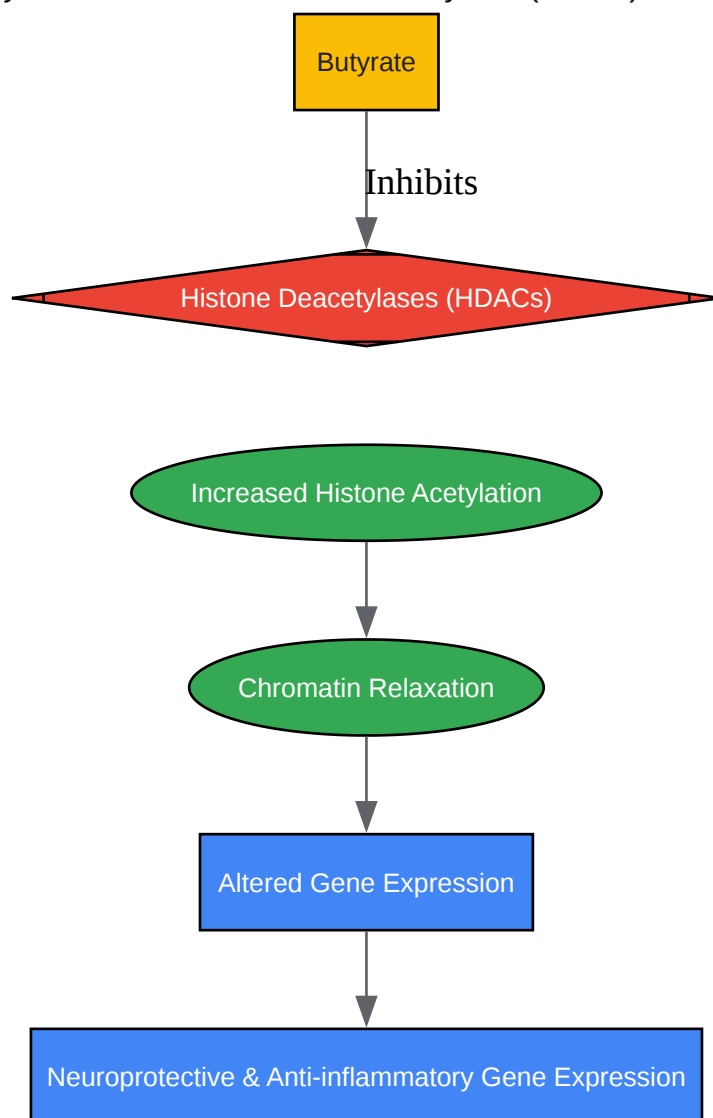 Butyrate
Inhibits
Histone Deacetylases (HDACs)
Increased Histone Acetylation
Chromatin Relaxation
Altered Gene Expression
Neuroprotective & Anti-inflammatory Gene Expression